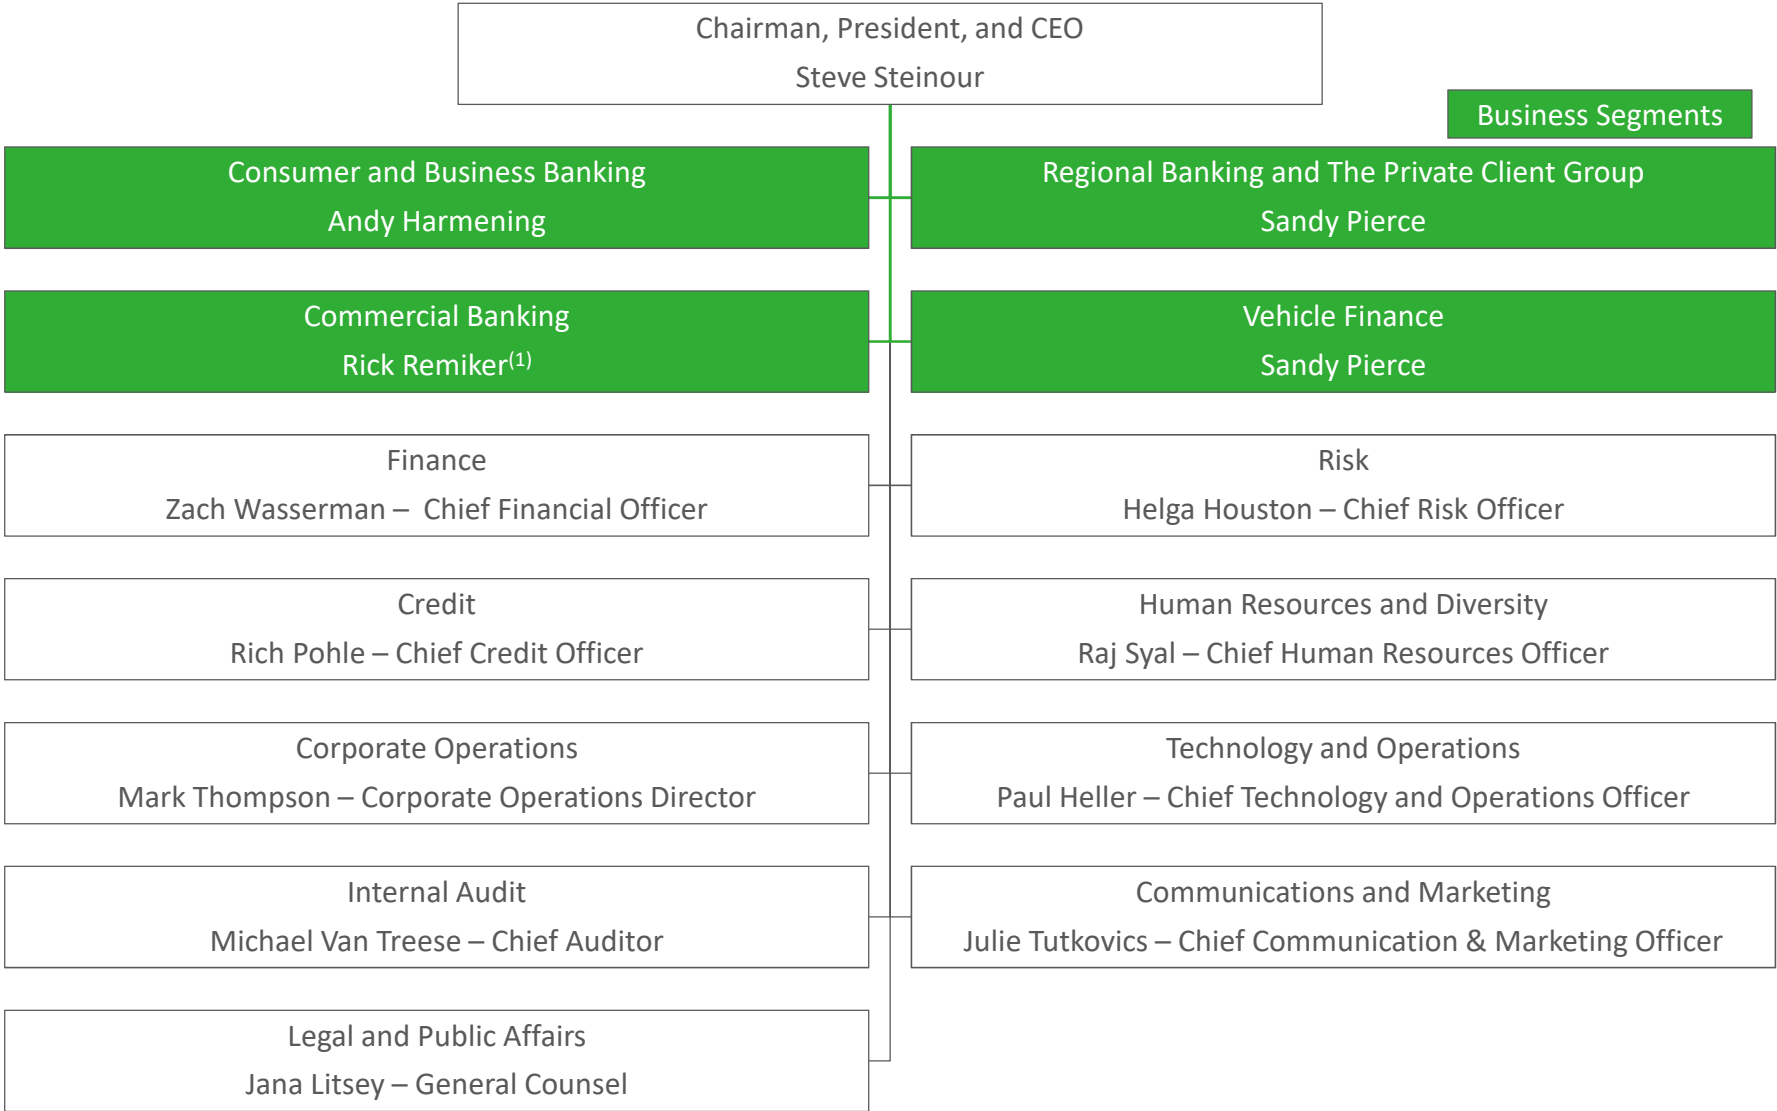 Chairman, President, and CEO
Steve Steinour
Business Segments
Consumer and Business Banking
Andy Harmening
Regional Banking and The Private Client Group
Sandy Pierce
Commercial Banking
Rick Remiker(1)
Vehicle Finance
Sandy Pierce
Finance
Zach Wasserman –  Chief Financial Officer
Risk
Helga Houston – Chief Risk Officer
Credit
Rich Pohle – Chief Credit Officer
Human Resources and Diversity
Raj Syal – Chief Human Resources Officer
Corporate Operations
Mark Thompson – Corporate Operations Director
Technology and Operations
Paul Heller – Chief Technology and Operations Officer
Internal Audit
Michael Van Treese – Chief Auditor
Communications and Marketing
Julie Tutkovics – Chief Communication & Marketing Officer
Legal and Public Affairs
Jana Litsey – General Counsel